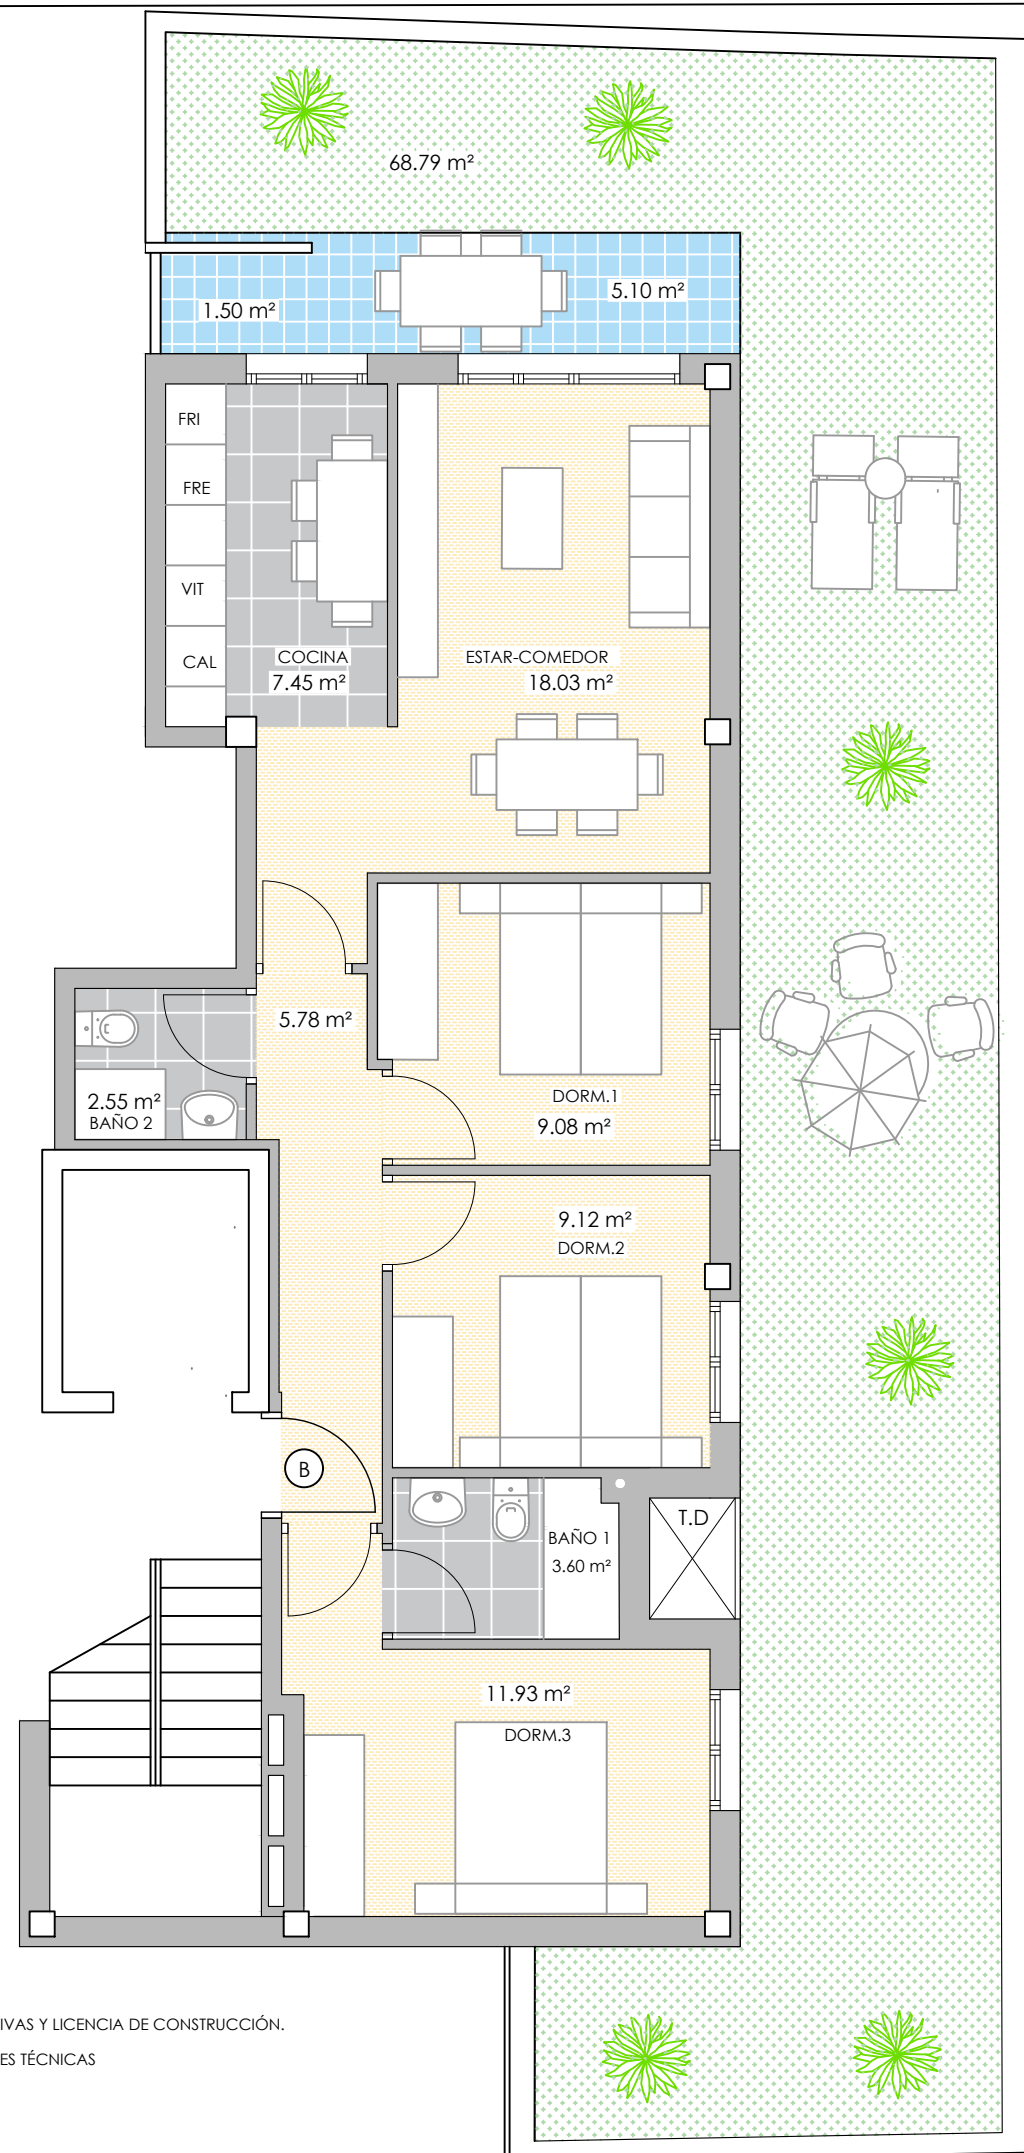 68.79 m²
1.50 m²
5.10 m²
FRI
FRE
VIT
CAL
COCINA
7.45 m²
ESTAR-COMEDOR
18.03 m²
5.78 m²
2.55 m²
BAÑO 2
DORM.1
9.08 m²
9.12 m²
DORM.2
B
BAÑO 1
3.60 m²
T.D
11.93 m²
DORM.3
IVAS Y LICENCIA DE CONSTRUCCIÓN.
ES TÉCNICAS